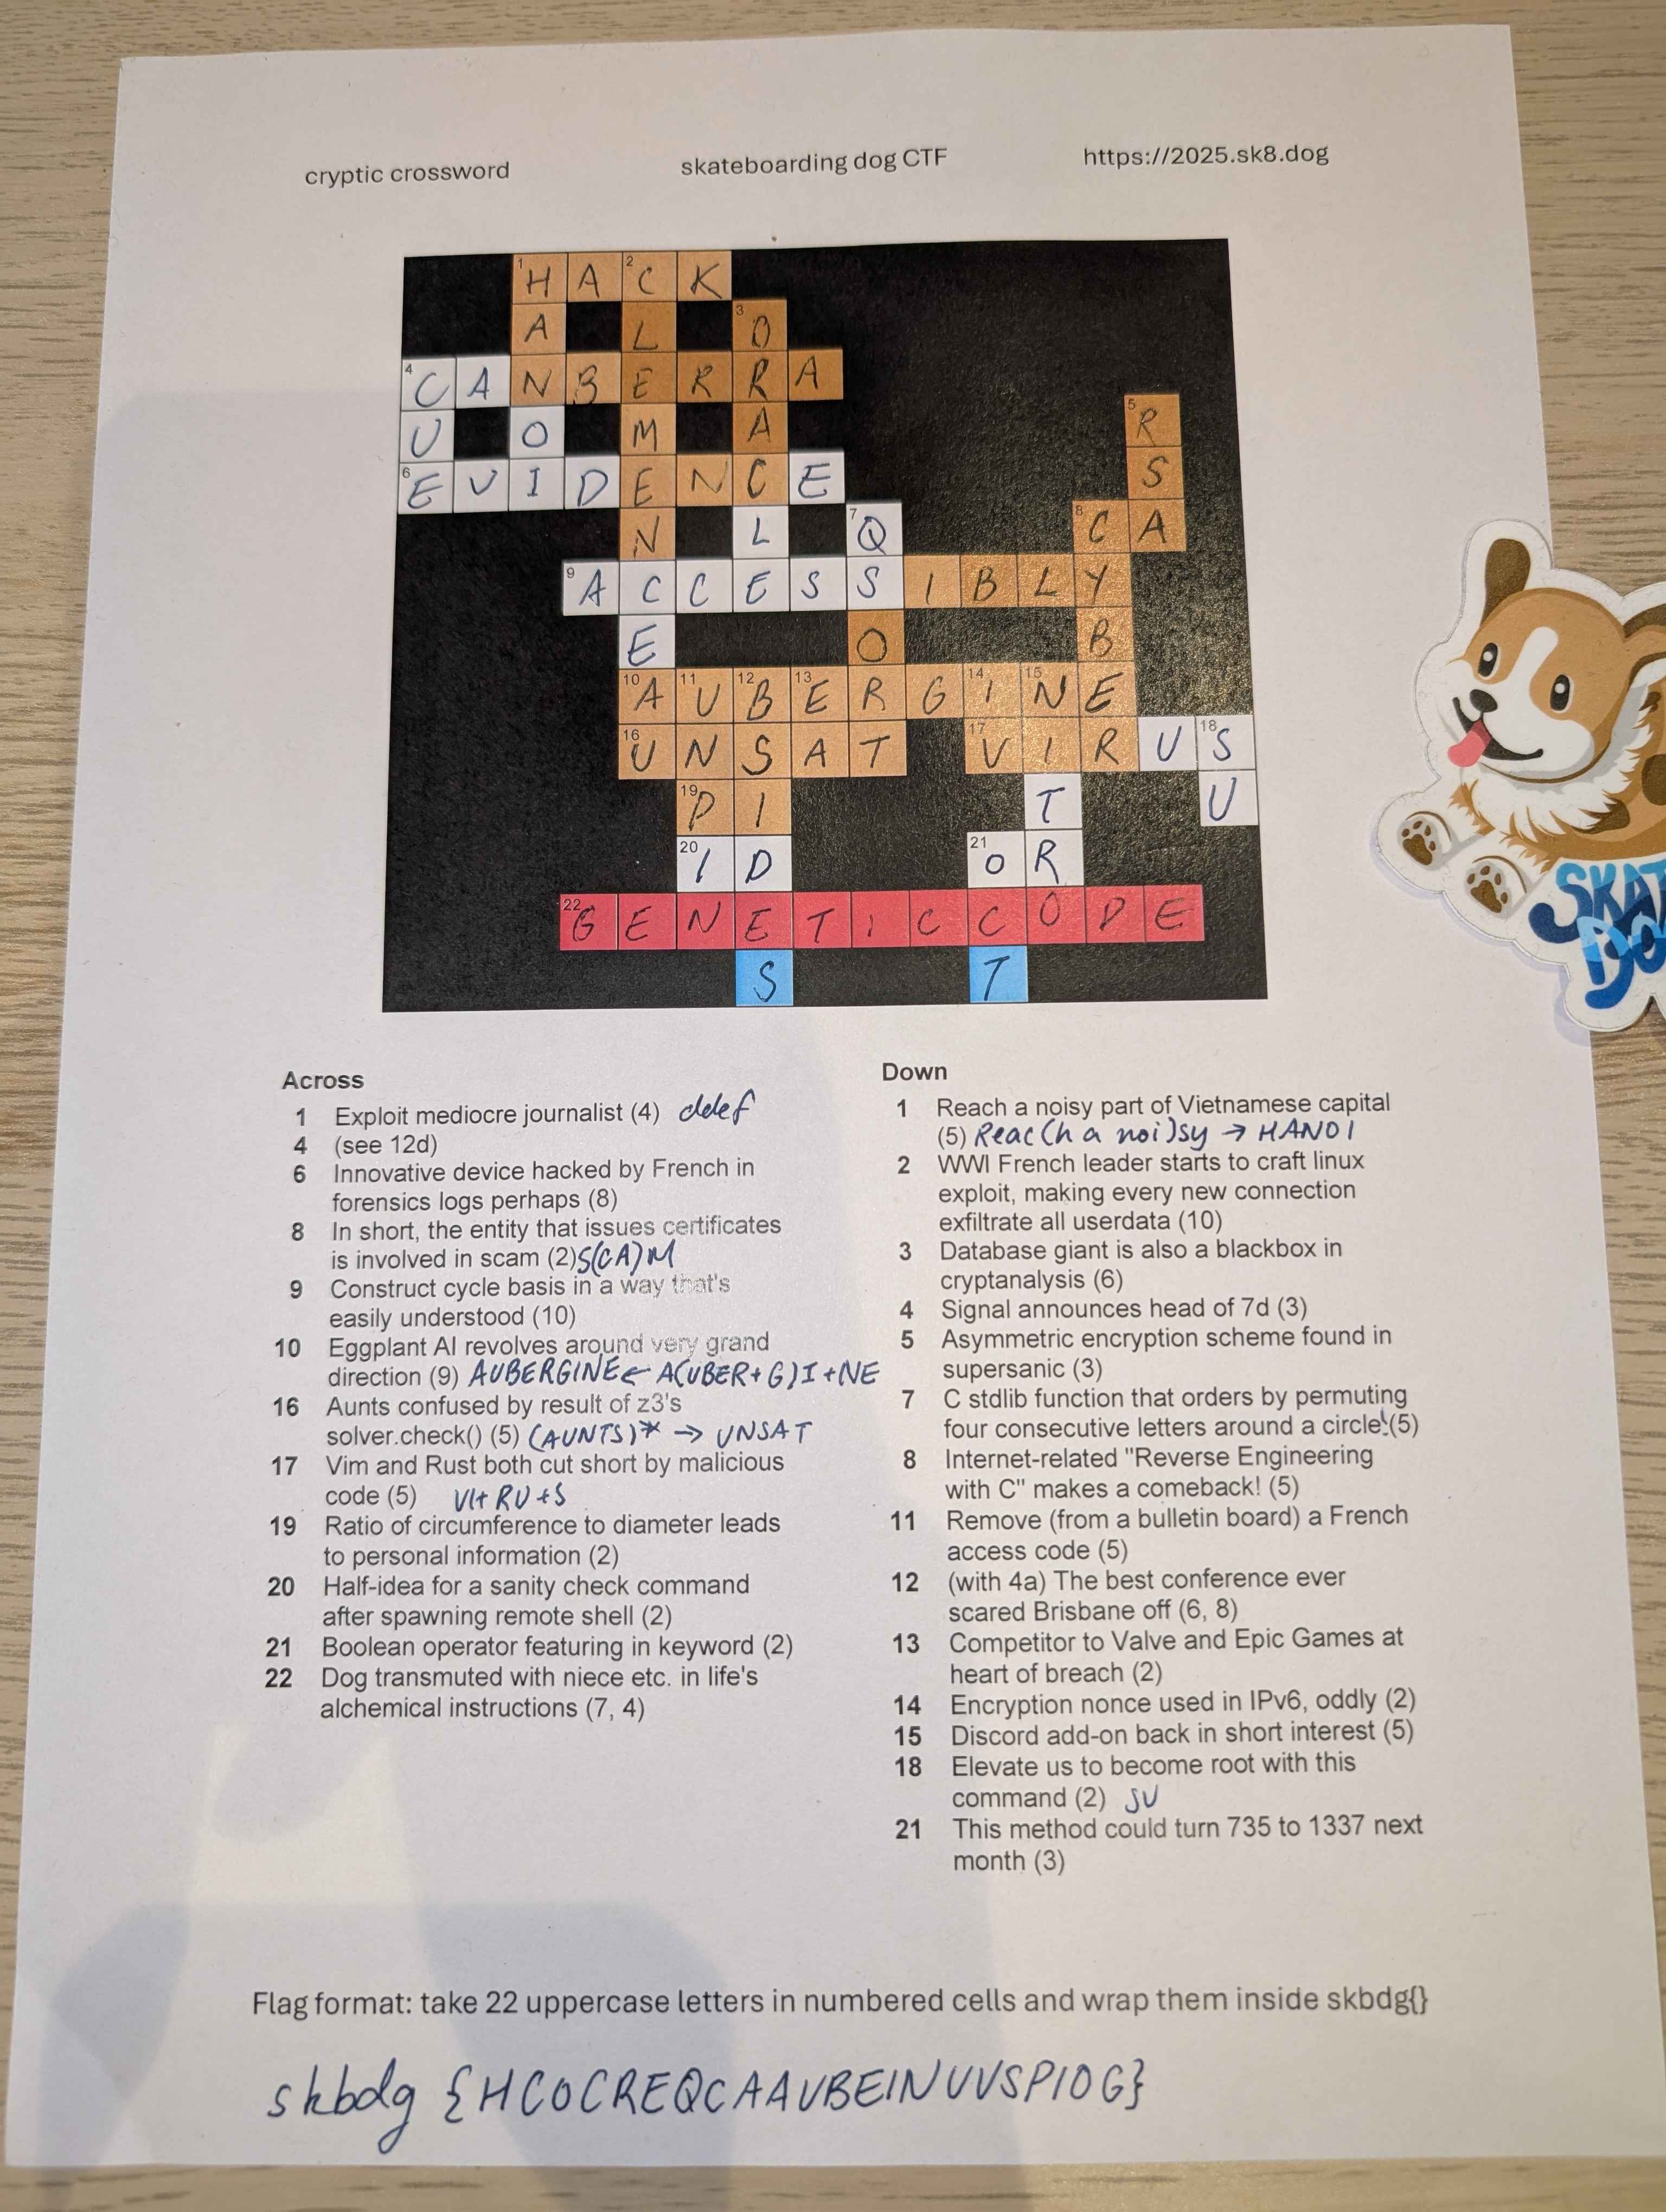 cryptic crossword skateboarding dog CTF https://2025.sk8.dog
1 H A 2 C K
A L 3 O
4 C A N B E R R A
U O M A 5 R
6 E V I D E N C E S
N L 7 Q 8 C A
9 A C C E S S I B L Y
E O B
10 A 11 U 12 B 13 E R G 14 I 15 N E
16 U N S A T 17 V I R U 18 S
19 P I T U
20 I D 21 O R
22 G E N E T I C C O D E
S T
SKAT
DO
Across
1 Exploit mediocre journalist (4) ddef
4 (see 12d)
6 Innovative device hacked by French in
forensics logs perhaps (8)
8 In short, the entity that issues certificates
is involved in scam (2) S(CA)M
9 Construct cycle basis in a way that's
easily understood (10)
10 Eggplant AI revolves around very grand
direction (9) AUBERGINE ← A(UBER+G)I+NE
16 Aunts confused by result of z3's
solver.check() (5) (AUNTS)* → UNSAT
17 Vim and Rust both cut short by malicious
code (5) VI+RU+S
19 Ratio of circumference to diameter leads
to personal information (2)
20 Half-idea for a sanity check command
after spawning remote shell (2)
21 Boolean operator featuring in keyword (2)
22 Dog transmuted with niece etc. in life's
alchemical instructions (7, 4)
Down
1 Reach a noisy part of Vietnamese capital
(5) Reac(h a noi)sy → HANOI
2 WWI French leader starts to craft linux
exploit, making every new connection
exfiltrate all userdata (10)
3 Database giant is also a blackbox in
cryptanalysis (6)
4 Signal announces head of 7d (3)
5 Asymmetric encryption scheme found in
supersanic (3)
7 C stdlib function that orders by permuting
four consecutive letters around a circle! (5)
8 Internet-related "Reverse Engineering
with C" makes a comeback! (5)
11 Remove (from a bulletin board) a French
access code (5)
12 (with 4a) The best conference ever
scared Brisbane off (6, 8)
13 Competitor to Valve and Epic Games at
heart of breach (2)
14 Encryption nonce used in IPv6, oddly (2)
15 Discord add-on back in short interest (5)
18 Elevate us to become root with this
command (2) SU
21 This method could turn 735 to 1337 next
month (3)
Flag format: take 22 uppercase letters in numbered cells and wrap them inside skbdg{}
skbdg {HCOCREQCAAUBEINUVSPIOG}